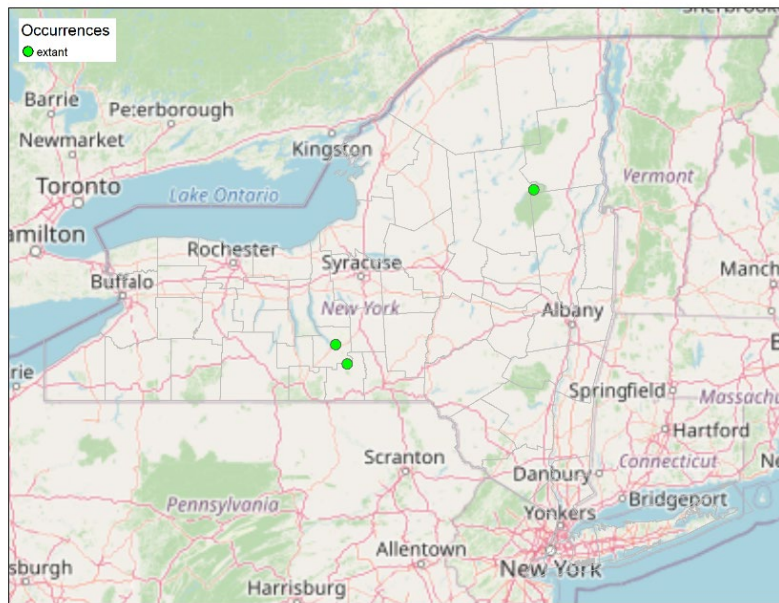 Occurrences
extant
Sherbrooke
Barrie
Peterborough
Newmarket
Kingston
Toronto
Lake Ontario
Vermont
amilton
Rochester
Syracuse
Manch
Buffalo
New York
Albany
B
rie
Springfield
Massachu
Hartford
Scranton
Connecticut
Ne
Danbury
Pennsylvania
Bridgeport
Yonkers
Allentown
sburgh
New York
Harrisburg